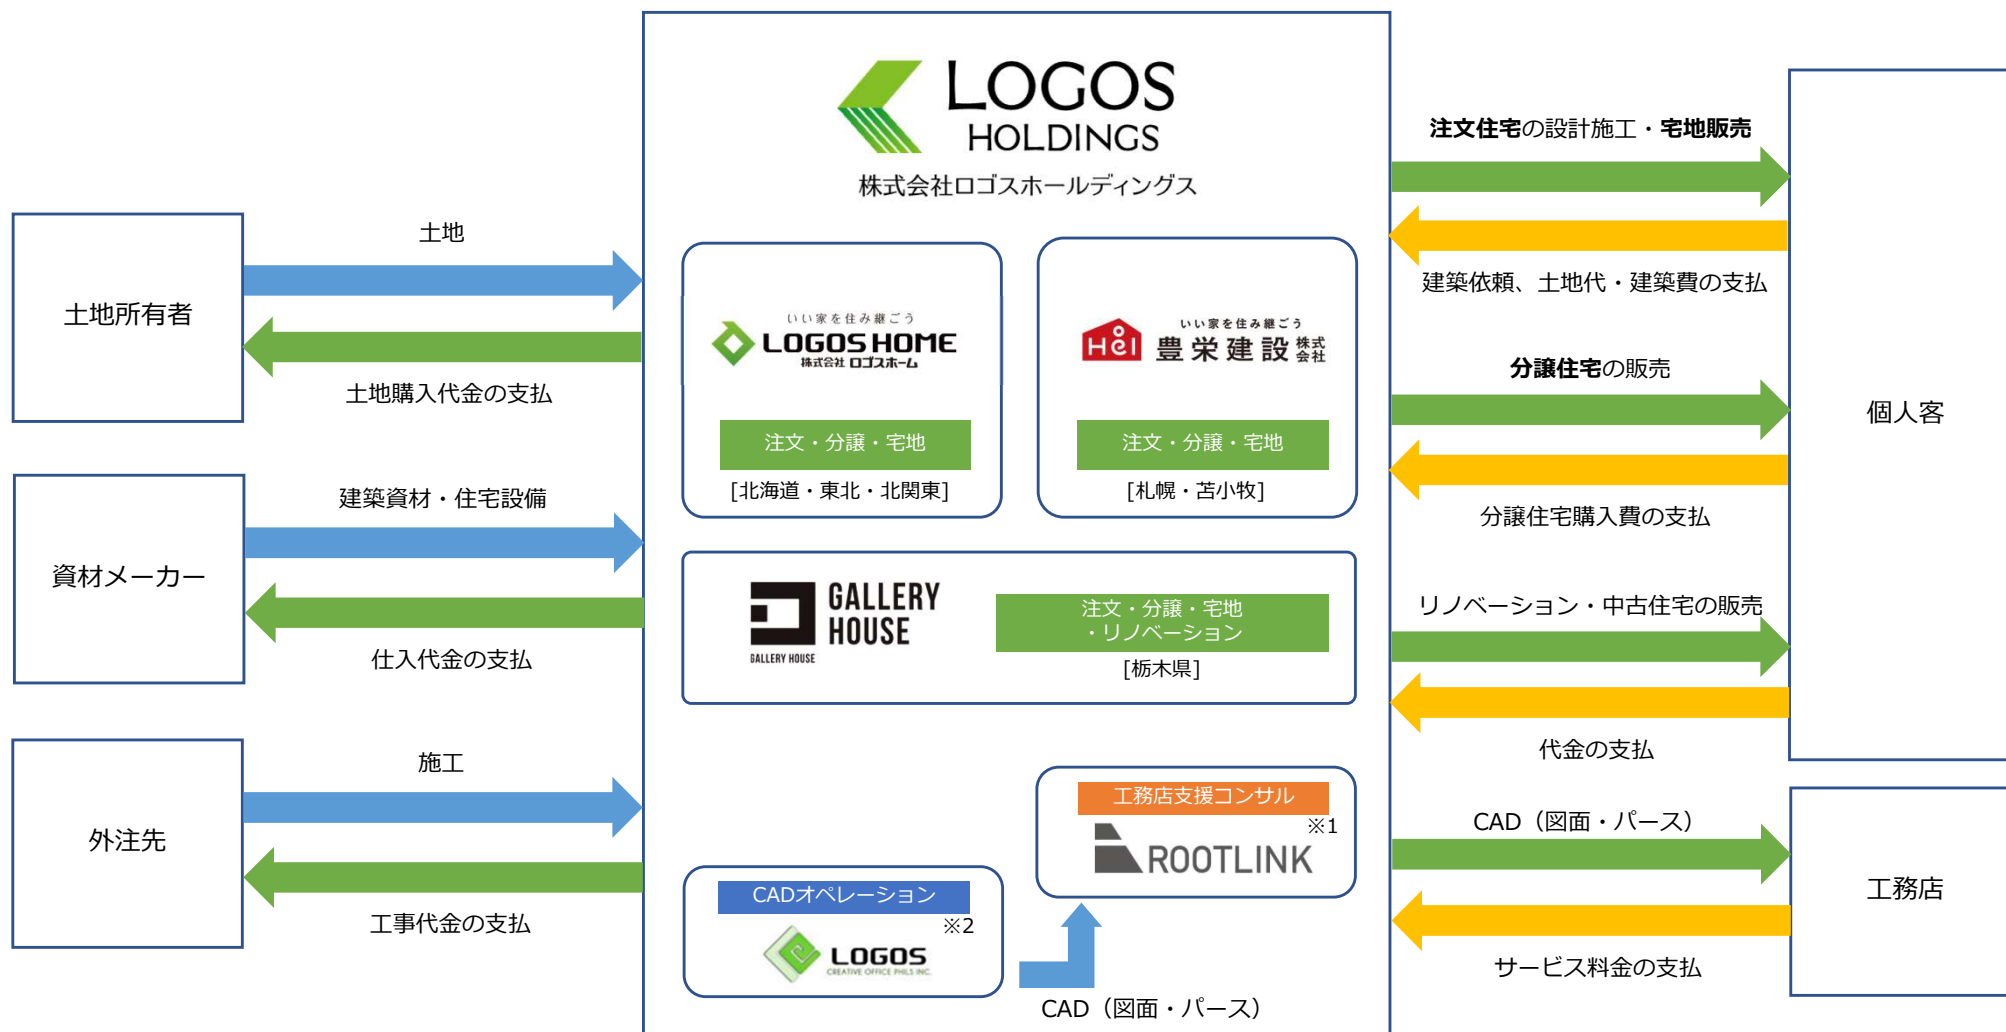 LOGOS
HOLDINGS
株式会社ロゴスホールディングス
土地所有者
土地
土地購入代金の支払
資材メーカー
建築資材・住宅設備
仕入代金の支払
外注先
施工
工事代金の支払
いい家を住み継ごう
LOGOS HOME
株式会社 ロゴスホーム
注文・分譲・宅地
[北海道・東北・北関東]
いい家を住み継ごう
Hel 豊栄建設 株式会社
注文・分譲・宅地
[札幌・苫小牧]
GALLERY
HOUSE
GALLERY HOUSE
注文・分譲・宅地
・リノベーション
[栃木県]
工務店支援コンサル
※1
ROOTLINK
CADオペレーション
※2
LOGOS
CREATIVE OFFICE PHILS INC.
CAD（図面・パース）
注文住宅の設計施工・宅地販売
建築依頼、土地代・建築費の支払
分譲住宅の販売
分譲住宅購入費の支払
リノベーション・中古住宅の販売
代金の支払
個人客
CAD（図面・パース）
サービス料金の支払
工務店